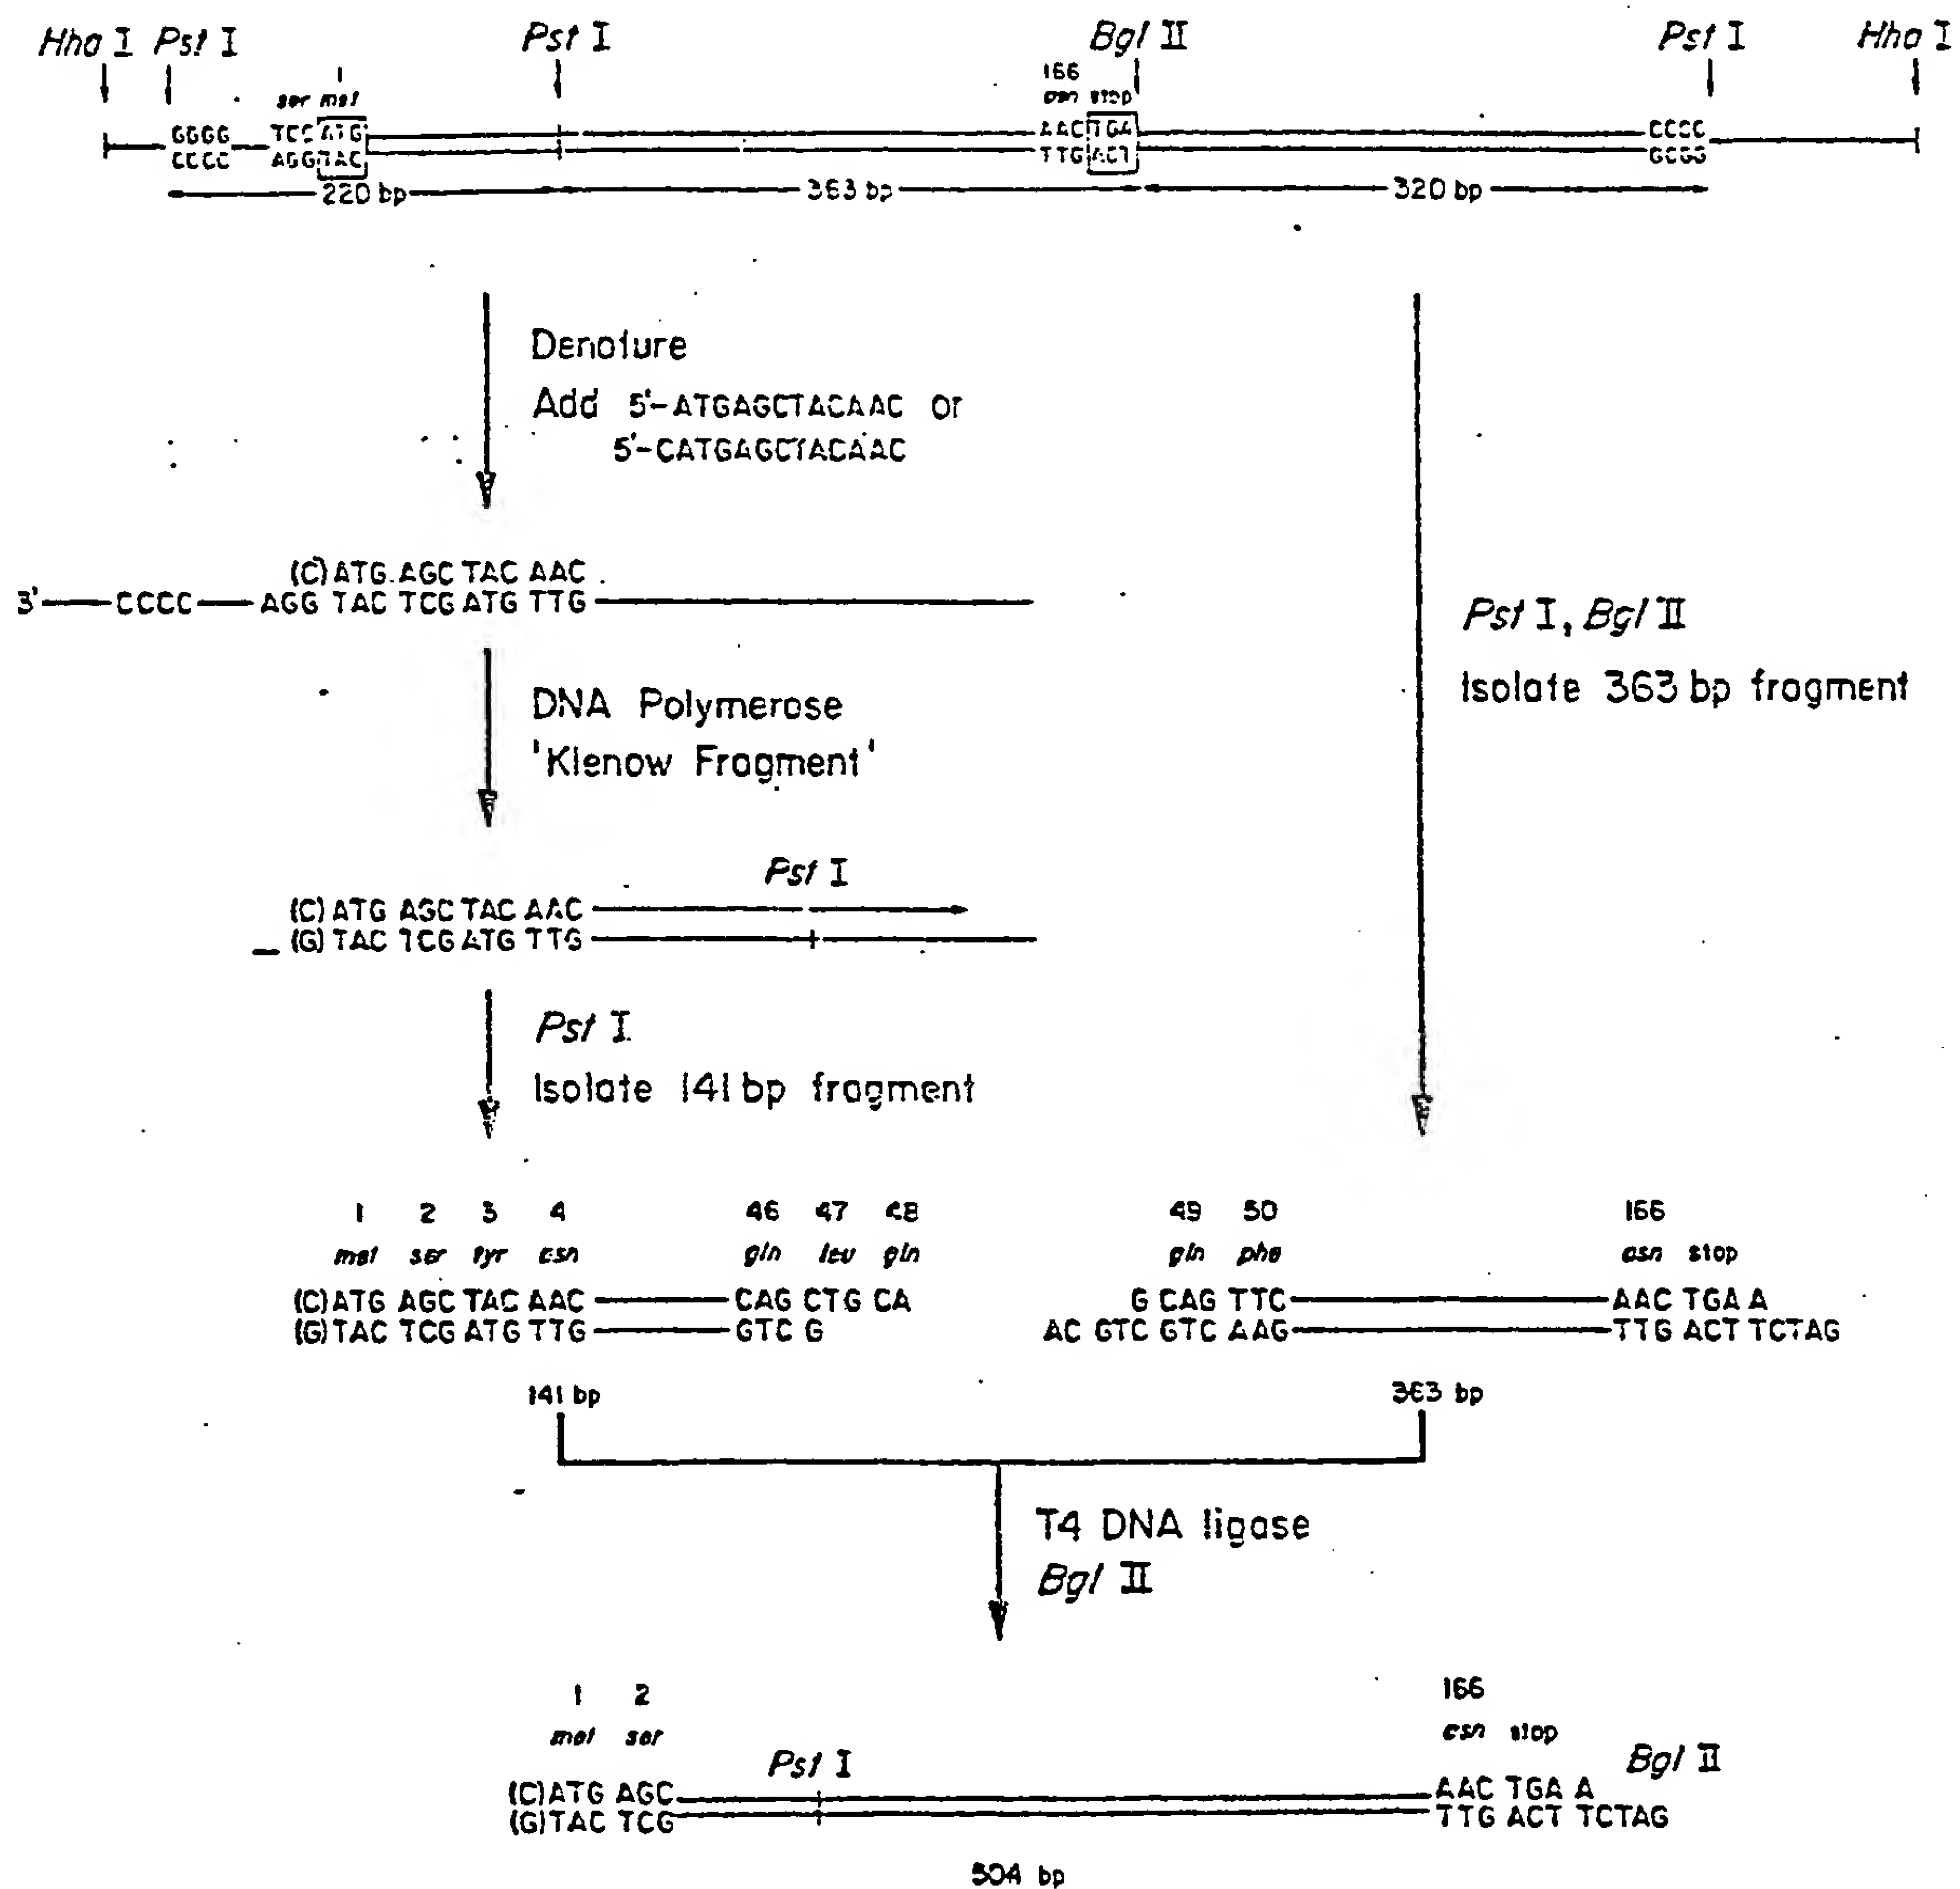 Hha I Pst I Pst I Bgl II Pst I Hha I
1 166
ser met asn stop
GGGG TCC ATG AAC TGA CCCC
CCCC AGG TAC TTG ACT GCGG
220 bp 363 bp 320 bp
Denature
Add 5'-ATGAGCTACAAC or
5'-CATGAGCTACAAC
(C) ATG AGC TAC AAC
3' CCCC AGG TAC TCG ATG TTG
Pst I, Bgl II
Isolate 363 bp fragment
DNA Polymerase
'Klenow Fragment'
Pst I
(C) ATG AGC TAC AAC
(G) TAC TCG ATG TTG
Pst I
Isolate 141 bp fragment
1 2 3 4 46 47 48 49 50 166
met ser tyr asn gln leu gln gln phe asn stop
(C) ATG AGC TAC AAC CAG CTG CA G CAG TTC AAC TGA A
(G) TAC TCG ATG TTG GTC G AC GTC GTC AAG TTG ACT TCTAG
141 bp 363 bp
T4 DNA ligase
Bgl II
1 2 166
met ser asn stop
Pst I Bgl II
(C) ATG AGC AAC TGA A
(G) TAC TCG TTG ACT TCTAG
504 bp